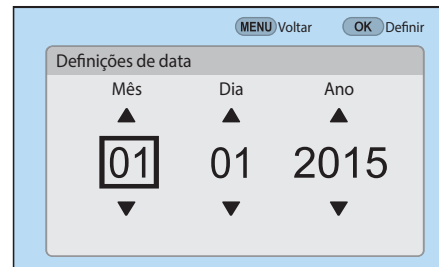 MENU Voltar OK Definir
Definições de data
Mês Dia Ano
01 01 2015